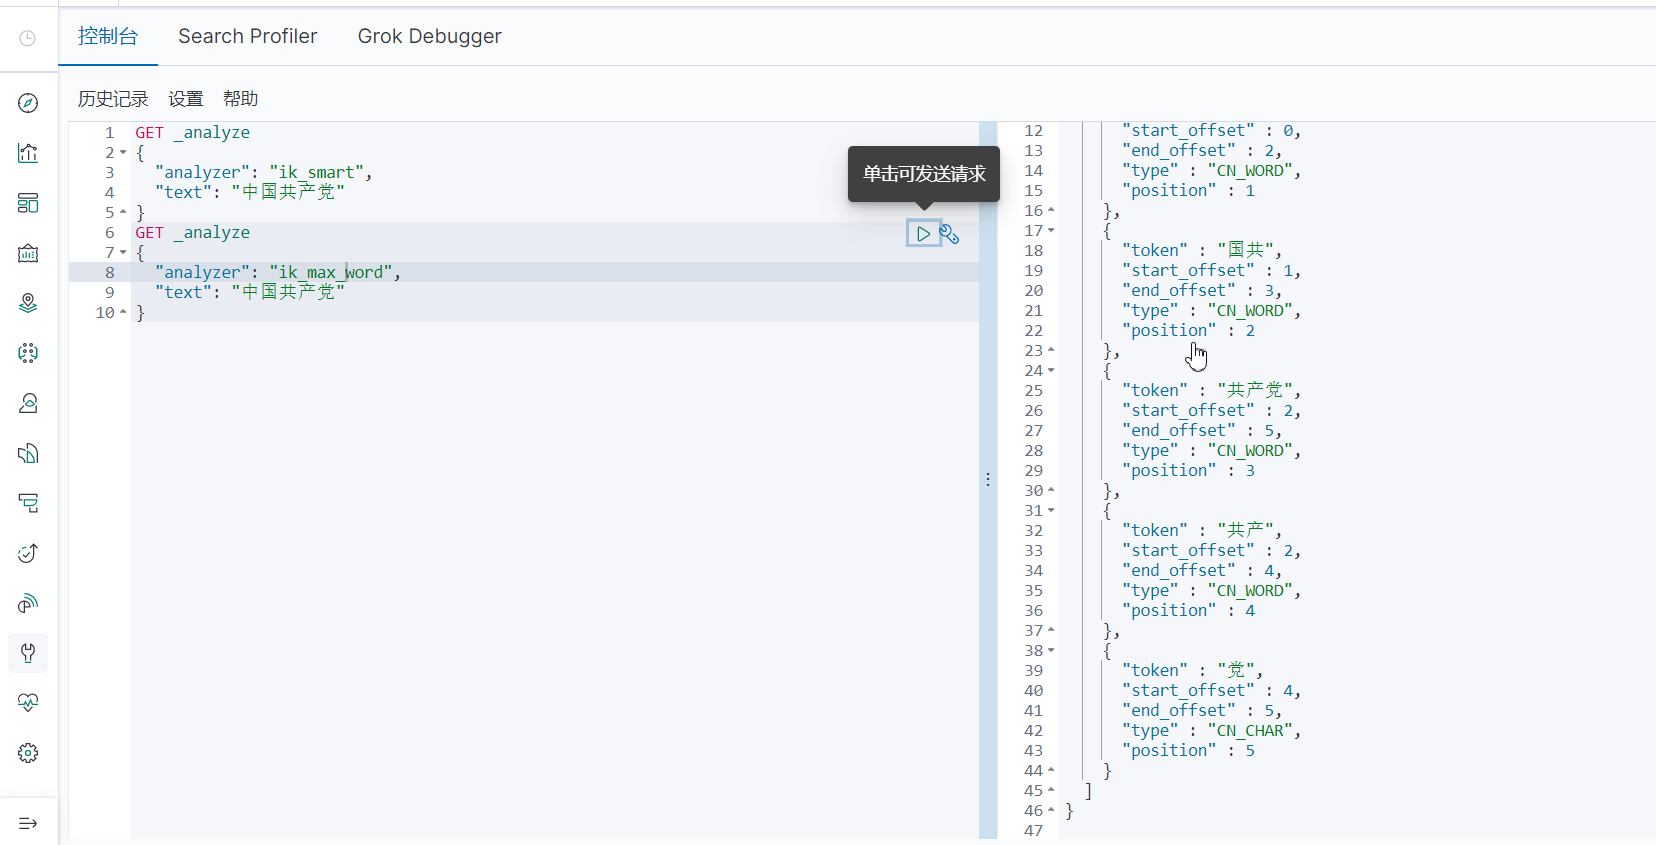 控制台 Search Profiler Grok Debugger
历史记录 设置 帮助
1 GET _analyze
2 {
3 "analyzer": "ik_smart",
4 "text": "中国共产党"
5 }
6 GET _analyze
7 {
8 "analyzer": "ik_max_word",
9 "text": "中国共产党"
10 }
单击可发送请求
12 "start_offset" : 0,
13 "end_offset" : 2,
14 "type" : "CN_WORD",
15 "position" : 1
16 },
17 {
18 "token" : "国共",
19 "start_offset" : 1,
20 "end_offset" : 3,
21 "type" : "CN_WORD",
22 "position" : 2
23 },
24 {
25 "token" : "共产党",
26 "start_offset" : 2,
27 "end_offset" : 5,
28 "type" : "CN_WORD",
29 "position" : 3
30 },
31 {
32 "token" : "共产",
33 "start_offset" : 2,
34 "end_offset" : 4,
35 "type" : "CN_WORD",
36 "position" : 4
37 },
38 {
39 "token" : "党",
40 "start_offset" : 4,
41 "end_offset" : 5,
42 "type" : "CN_CHAR",
43 "position" : 5
44 }
45 ]
46 }
47